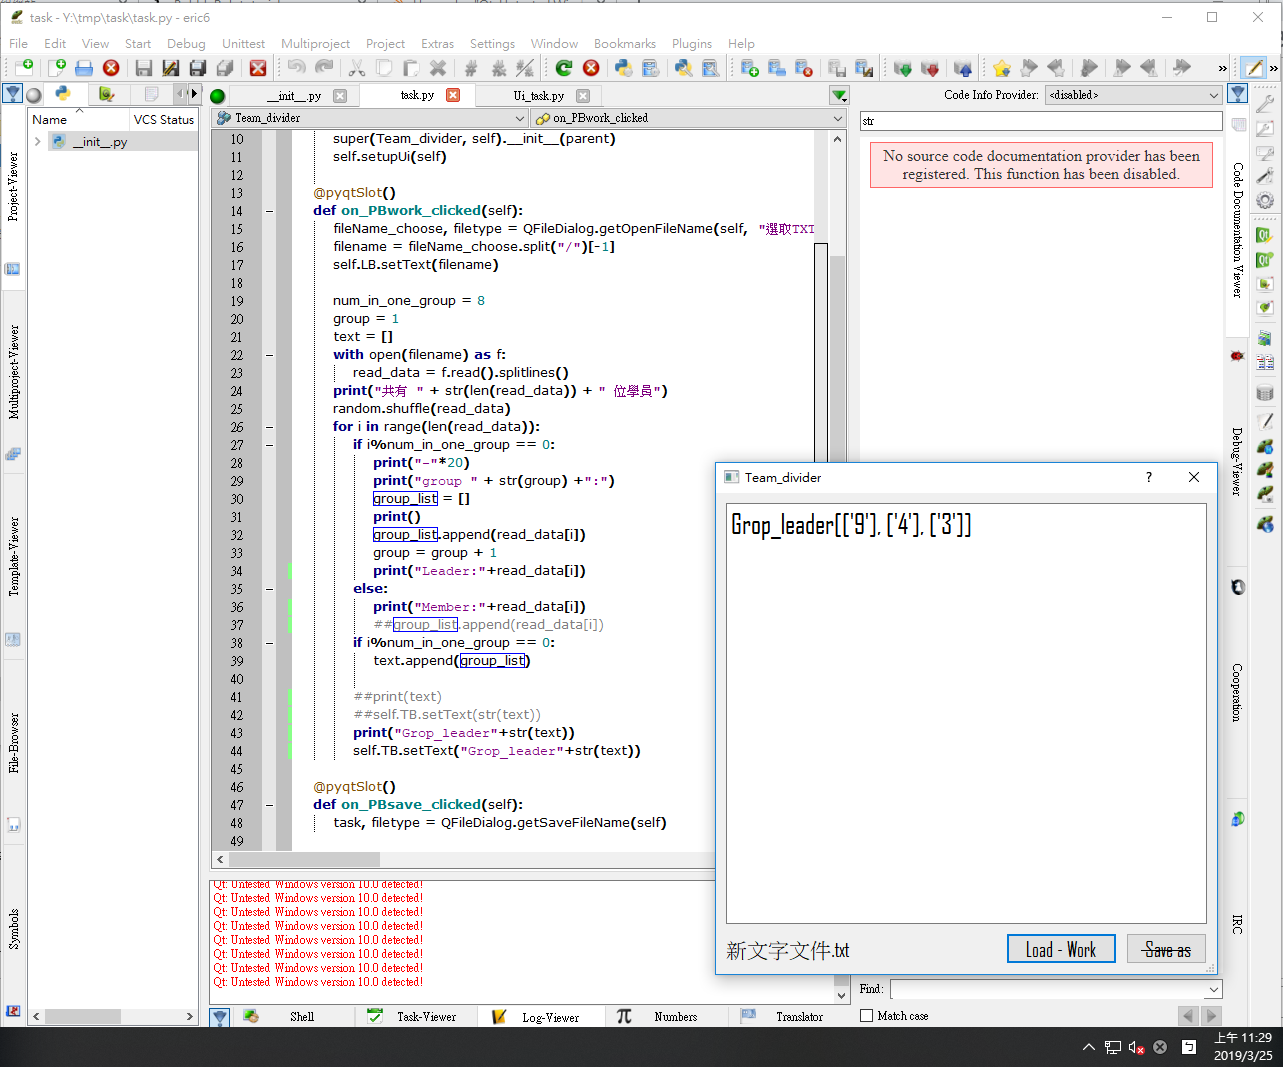 task - Y:\tmp\task\task.py - eric6
File Edit View Start Debug Unittest Multiproject Project Extras Settings Window Bookmarks Plugins Help
Name VCS Status
__init__.py
Project-Viewer
Multiproject-Viewer
Template-Viewer
File-Browser
Symbols
__init__.py task.py Ui_task.py
Team_divider on_PBwork_clicked
10 super(Team_divider, self).__init__(parent)
11 self.setupUi(self)
12
13 @pyqtSlot()
14 def on_PBwork_clicked(self):
15 fileName_choose, filetype = QFileDialog.getOpenFileName(self, "選取TXT
16 filename = fileName_choose.split("/")[-1]
17 self.LB.setText(filename)
18
19 num_in_one_group = 8
20 group = 1
21 text = []
22 with open(filename) as f:
23 read_data = f.read().splitlines()
24 print("共有 " + str(len(read_data)) + " 位學員")
25 random.shuffle(read_data)
26 for i in range(len(read_data)):
27 if i%num_in_one_group == 0:
28 print("-"*20)
29 print("group " + str(group) +":")
30 group_list = []
31 print()
32 group_list.append(read_data[i])
33 group = group + 1
34 print("Leader:"+read_data[i])
35 else:
36 print("Member:"+read_data[i])
37 ##group_list.append(read_data[i])
38 if i%num_in_one_group == 0:
39 text.append(group_list)
40
41 ##print(text)
42 ##self.TB.setText(str(text))
43 print("Grop_leader"+str(text))
44 self.TB.setText("Grop_leader"+str(text))
45
46 @pyqtSlot()
47 def on_PBsave_clicked(self):
48 task, filetype = QFileDialog.getSaveFileName(self)
49
Qt: Untested Windows version 10.0 detected!
Qt: Untested Windows version 10.0 detected!
Qt: Untested Windows version 10.0 detected!
Qt: Untested Windows version 10.0 detected!
Qt: Untested Windows version 10.0 detected!
Qt: Untested Windows version 10.0 detected!
Qt: Untested Windows version 10.0 detected!
Qt: Untested Windows version 10.0 detected!
Shell Task-Viewer Log-Viewer Numbers Translator
Code Info Provider: <disabled>
str
No source code documentation provider has been
registered. This function has been disabled.
Code Documentation Viewer
Debug-Viewer
Cooperation
IRC
Team_divider
?
Grop_leader[['9'], ['4'], ['3']]
新文字文件.txt
Load - Work
Save as
Find:
Match case
上午 11:29
2019/3/25